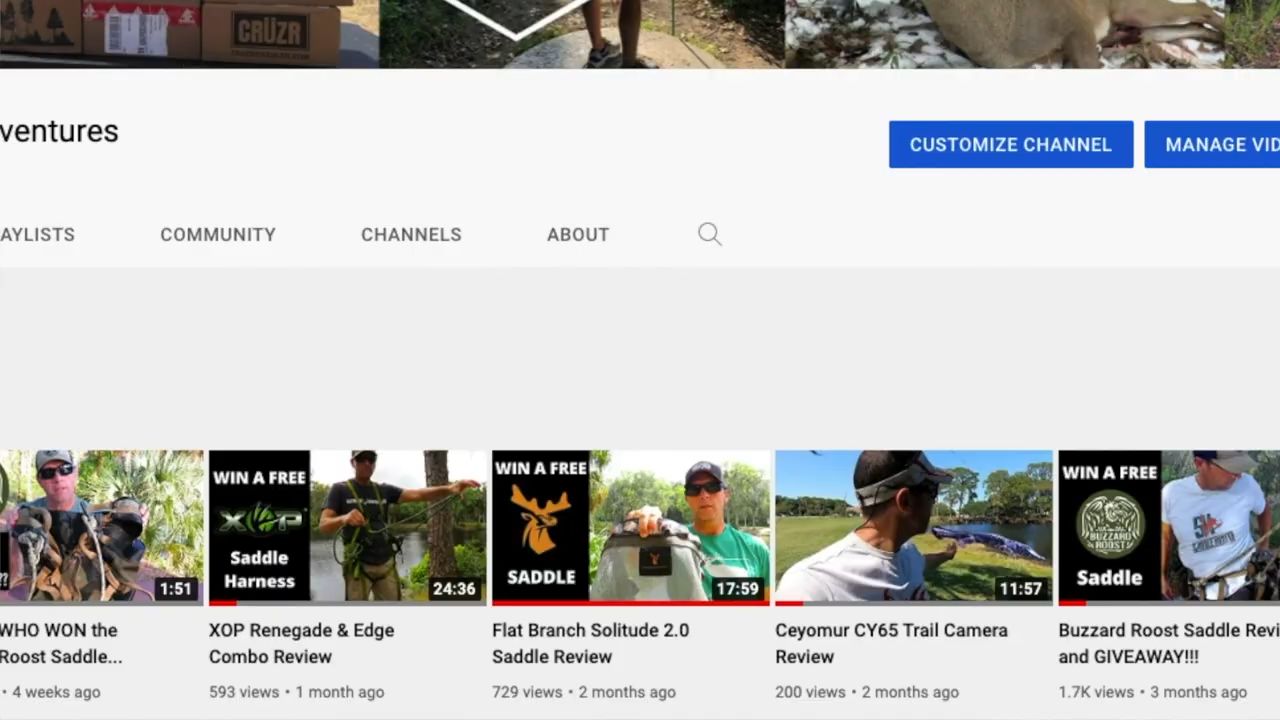 CRŪZR
ventures
CUSTOMIZE CHANNEL
MANAGE VID
AYLISTS
COMMUNITY
CHANNELS
ABOUT
WIN A FREE
XOP
Saddle
Harness
WIN A FREE
SADDLE
WIN A FREE
BUZZARD
ROOST
Saddle
??
1:51
24:36
17:59
11:57
WHO WON the
Roost Saddle...
• 4 weeks ago
XOP Renegade & Edge
Combo Review
593 views • 1 month ago
Flat Branch Solitude 2.0
Saddle Review
729 views • 2 months ago
Ceyomur CY65 Trail Camera
Review
200 views • 2 months ago
Buzzard Roost Saddle Revi
and GIVEAWAY!!!
1.7K views • 3 months ago